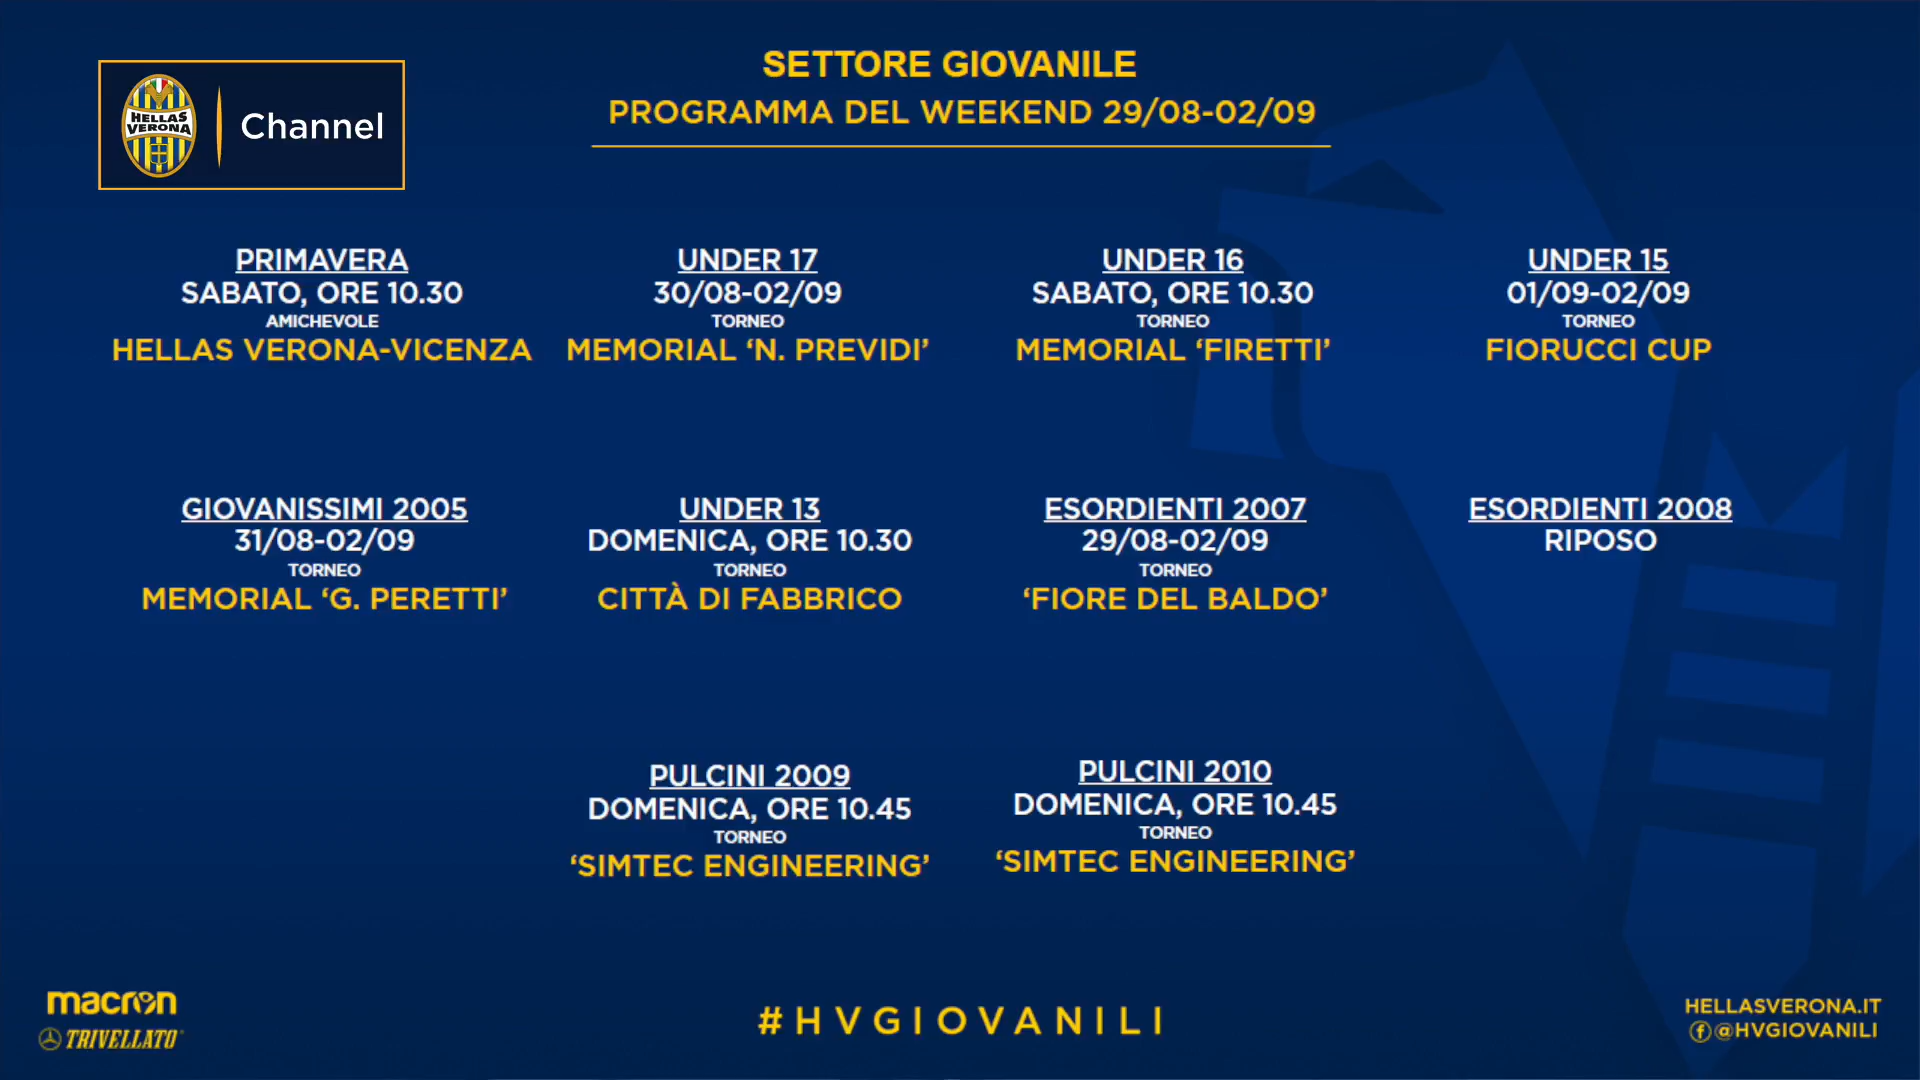 HELLAS
VERONA
Channel
SETTORE GIOVANILE
PROGRAMMA DEL WEEKEND 29/08-02/09
PRIMAVERA
SABATO, ORE 10.30
AMICHEVOLE
HELLAS VERONA-VICENZA
UNDER 17
30/08-02/09
TORNEO
MEMORIAL ‘N. PREVIDI’
UNDER 16
SABATO, ORE 10.30
TORNEO
MEMORIAL ‘FIRETTI’
UNDER 15
01/09-02/09
TORNEO
FIORUCCI CUP
GIOVANISSIMI 2005
31/08-02/09
TORNEO
MEMORIAL ‘G. PERETTI’
UNDER 13
DOMENICA, ORE 10.30
TORNEO
CITTÀ DI FABBRICO
ESORDIENTI 2007
29/08-02/09
TORNEO
‘FIORE DEL BALDO’
ESORDIENTI 2008
RIPOSO
PULCINI 2009
DOMENICA, ORE 10.45
TORNEO
‘SIMTEC ENGINEERING’
PULCINI 2010
DOMENICA, ORE 10.45
TORNEO
‘SIMTEC ENGINEERING’
macron
TRIVELLATO
#HVGIOVANILI
HELLASVERONA.IT
@HVGIOVANILI